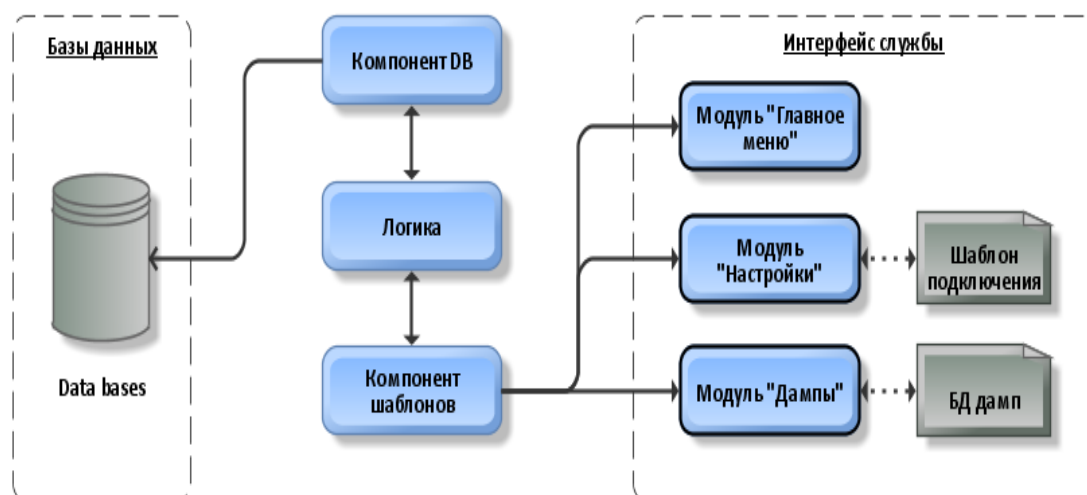 Базы данных
Data bases
Компонент DB
Логика
Компонент
шаблонов
Интерфейс службы
Модуль "Главное
меню"
Модуль
"Настройки"
Шаблон
подключения
Модуль "Дампы"
БД дамп